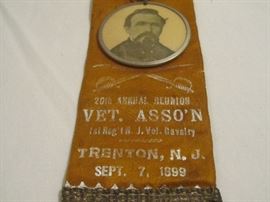 20th ANNUAL REUNION
VET. ASSO'N
1st Reg't N. J. Vol. Cavalry
TRENTON, N. J.
SEPT. 7, 1899